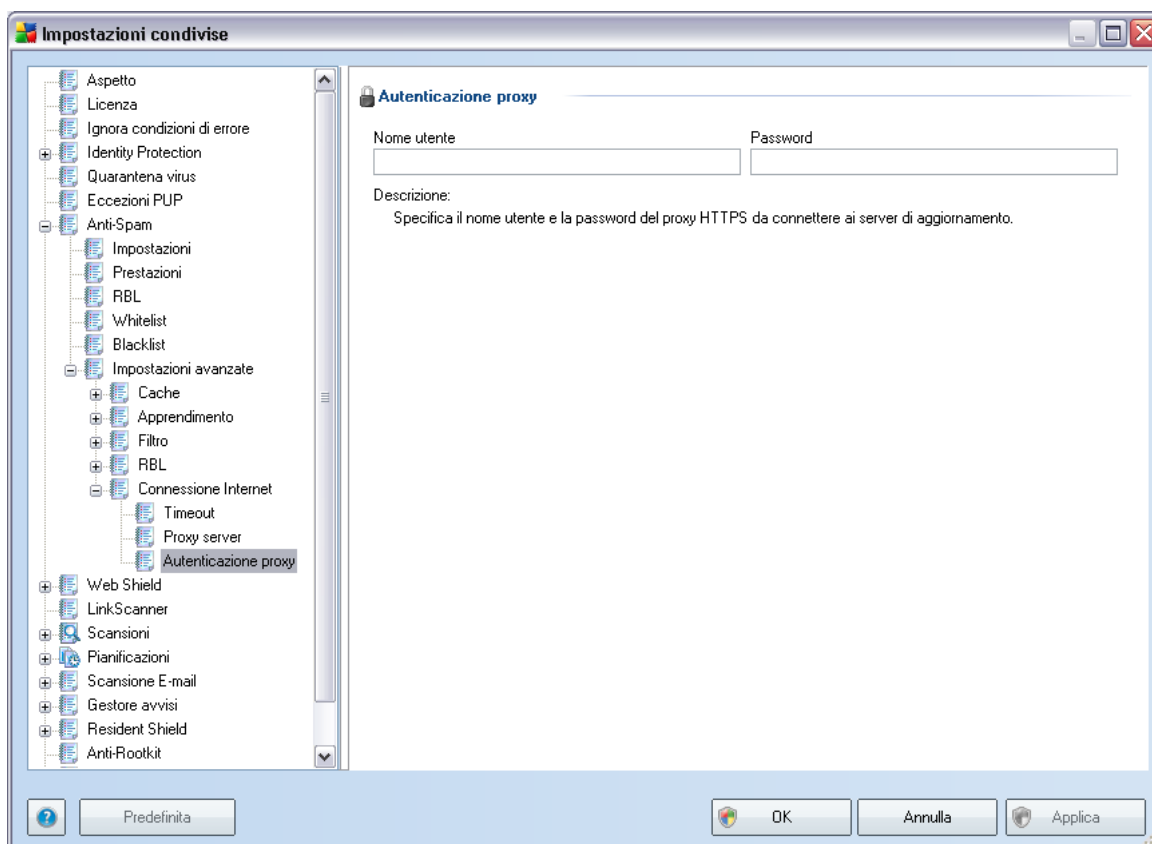 Impostazioni condivise
Aspetto
Licenza
Ignora condizioni di errore
Identity Protection
Quarantena virus
Eccezioni PUP
Anti-Spam
Impostazioni
Prestazioni
RBL
Whitelist
Blacklist
Impostazioni avanzate
Cache
Apprendimento
Filtro
RBL
Connessione Internet
Timeout
Proxy server
Autenticazione proxy
Web Shield
LinkScanner
Scansioni
Pianificazioni
Scansione E-mail
Gestore avvisi
Resident Shield
Anti-Rootkit
Autenticazione proxy
Nome utente Password
Descrizione:
Specifica il nome utente e la password del proxy HTTPS da connettere ai server di aggiornamento.
Predefinita OK Annulla Applica